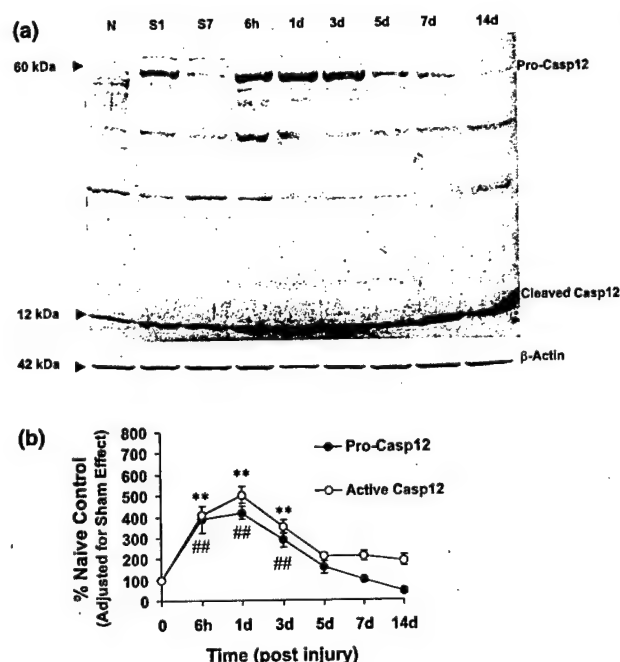 (a)
N S1 S7 6h 1d 3d 5d 7d 14d
60 kDa
Pro-Casp12
Cleaved Casp12
12 kDa
42 kDa
β-Actin
(b)
% Naive Control
(Adjusted for Sham Effect)
800
700
600
500
400
300
200
100
0
** ** **
## ## ##
Pro-Casp12
Active Casp12
0 6h 1d 3d 5d 7d 14d
Time (post injury)